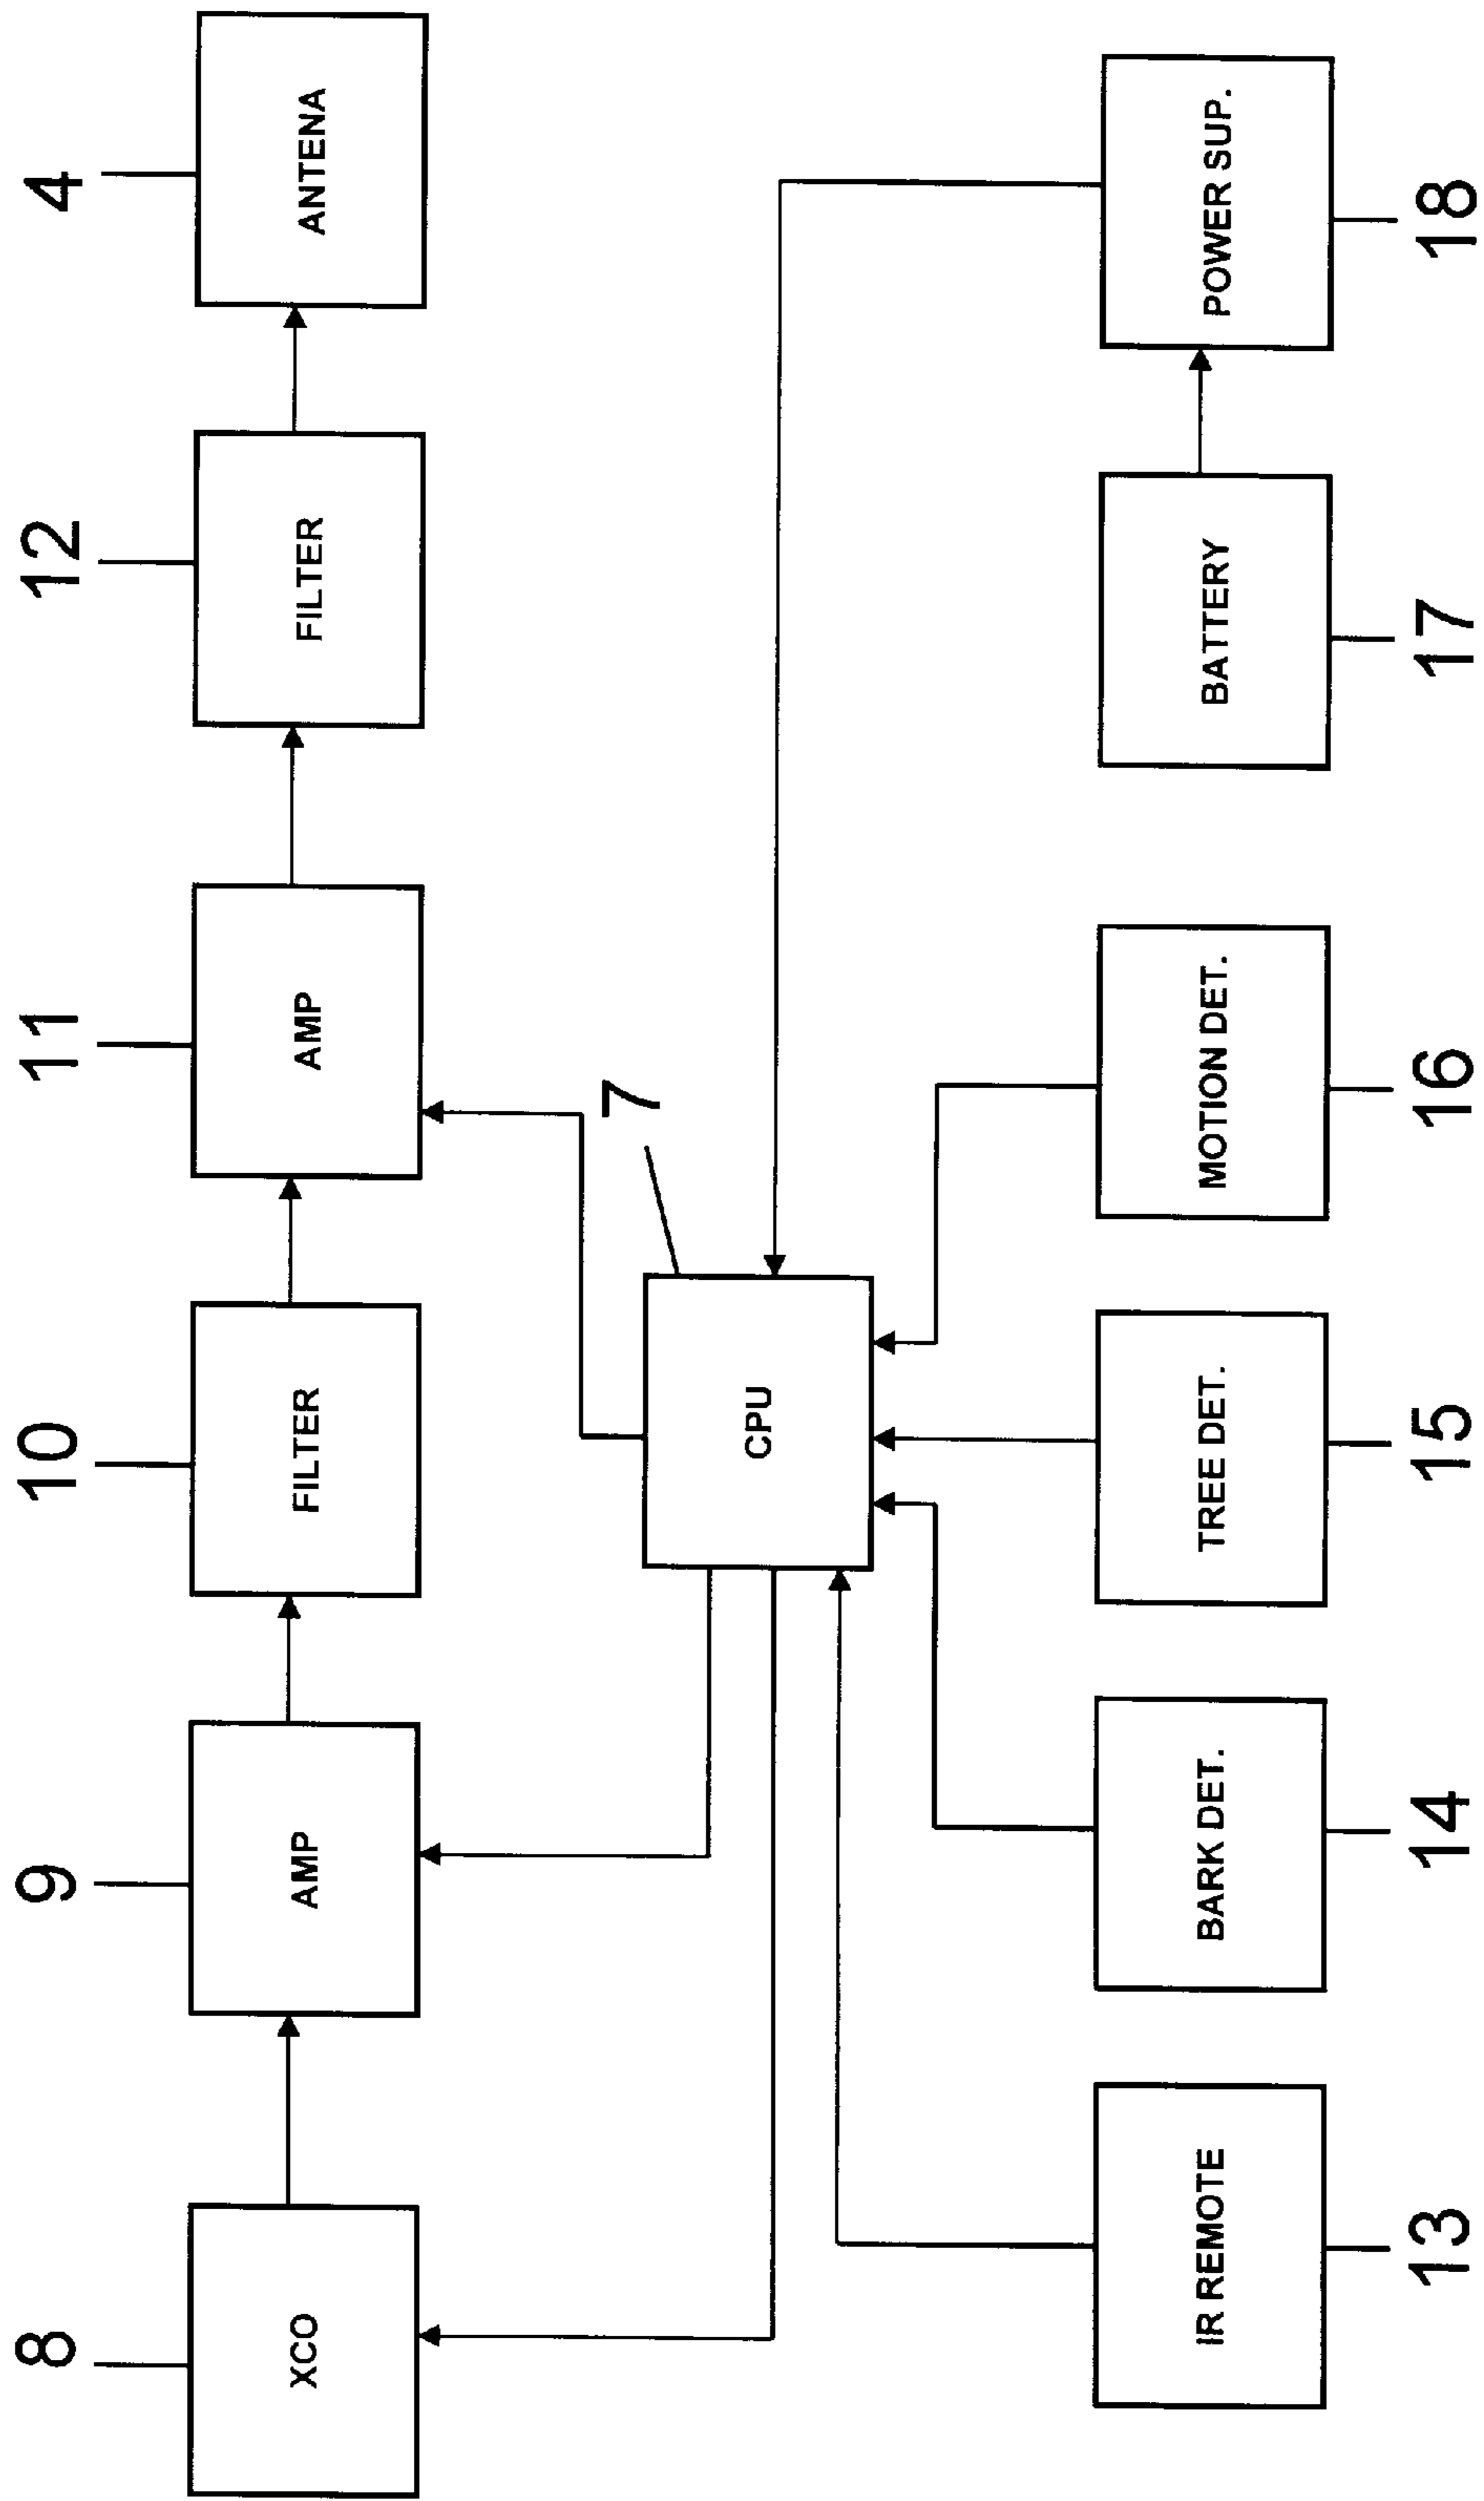 8
9
10
11
12
4
XCO
AMP
FILTER
AMP
FILTER
ANTENA
7
CPU
IR REMOTE
BARK DET.
TREE DET.
MOTION DET.
BATTERY
POWER SUP.
13
14
15
16
17
18